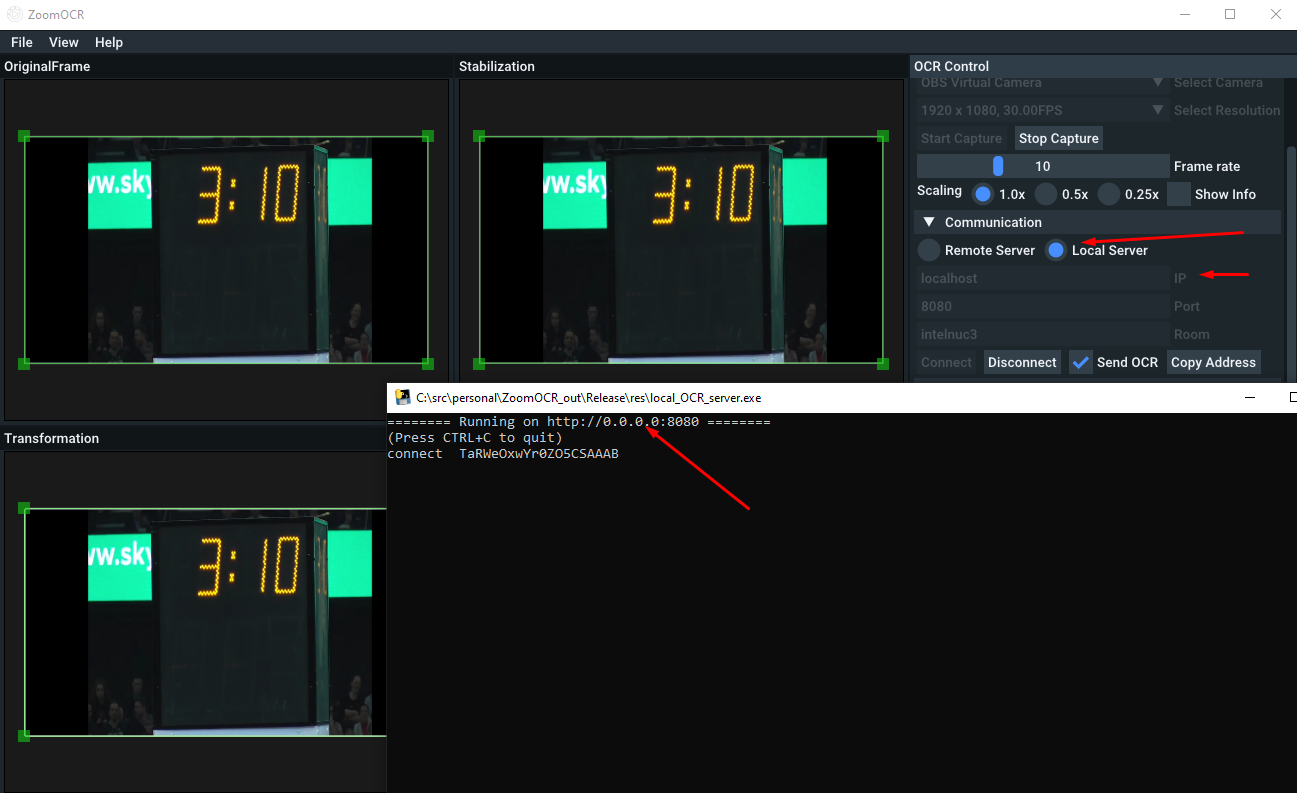 ZoomOCR
File View Help
OriginalFrame
Stabilization
OCR Control
OBS Virtual Camera
Select Camera
1920 x 1080, 30.00FPS
Select Resolution
Start Capture
Stop Capture
10
Frame rate
Scaling
1.0x
0.5x
0.25x
Show Info
Communication
Remote Server
Local Server
localhost
IP
8080
Port
intelnuc3
Room
Connect
Disconnect
Send OCR
Copy Address
ww.sky
3:10
ww.sky
3:10
C:\src\personal\ZoomOCR_out\Release\res\local_OCR_server.exe
======== Running on http://0.0.0.0:8080 ========
(Press CTRL+C to quit)
connect  TaRWeOxwYr0ZO5CSAAAB
Transformation
ww.sky
3:10